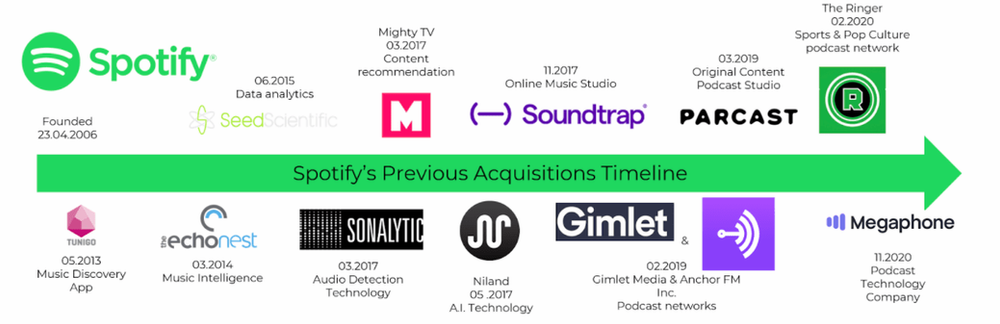 Spotify®
Founded
23.04.2006
06.2015
Data analytics
SeedScientific
Mighty TV
03.2017
Content
recommendation
M
11.2017
Online Music Studio
Soundtrap®
03.2019
Original Content
Podcast Studio
PARCAST
The Ringer
02.2020
Sports & Pop Culture
podcast network
R
Spotify's Previous Acquisitions Timeline
TUNIGO
05.2013
Music Discovery
App
the echonest
03.2014
Music Intelligence
SONALYTIC
03.2017
Audio Detection
Technology
Niland
05 .2017
A.I. Technology
Gimlet
&
02.2019
Gimlet Media & Anchor FM
Inc.
Podcast networks
Megaphone
11.2020
Podcast
Technology
Company